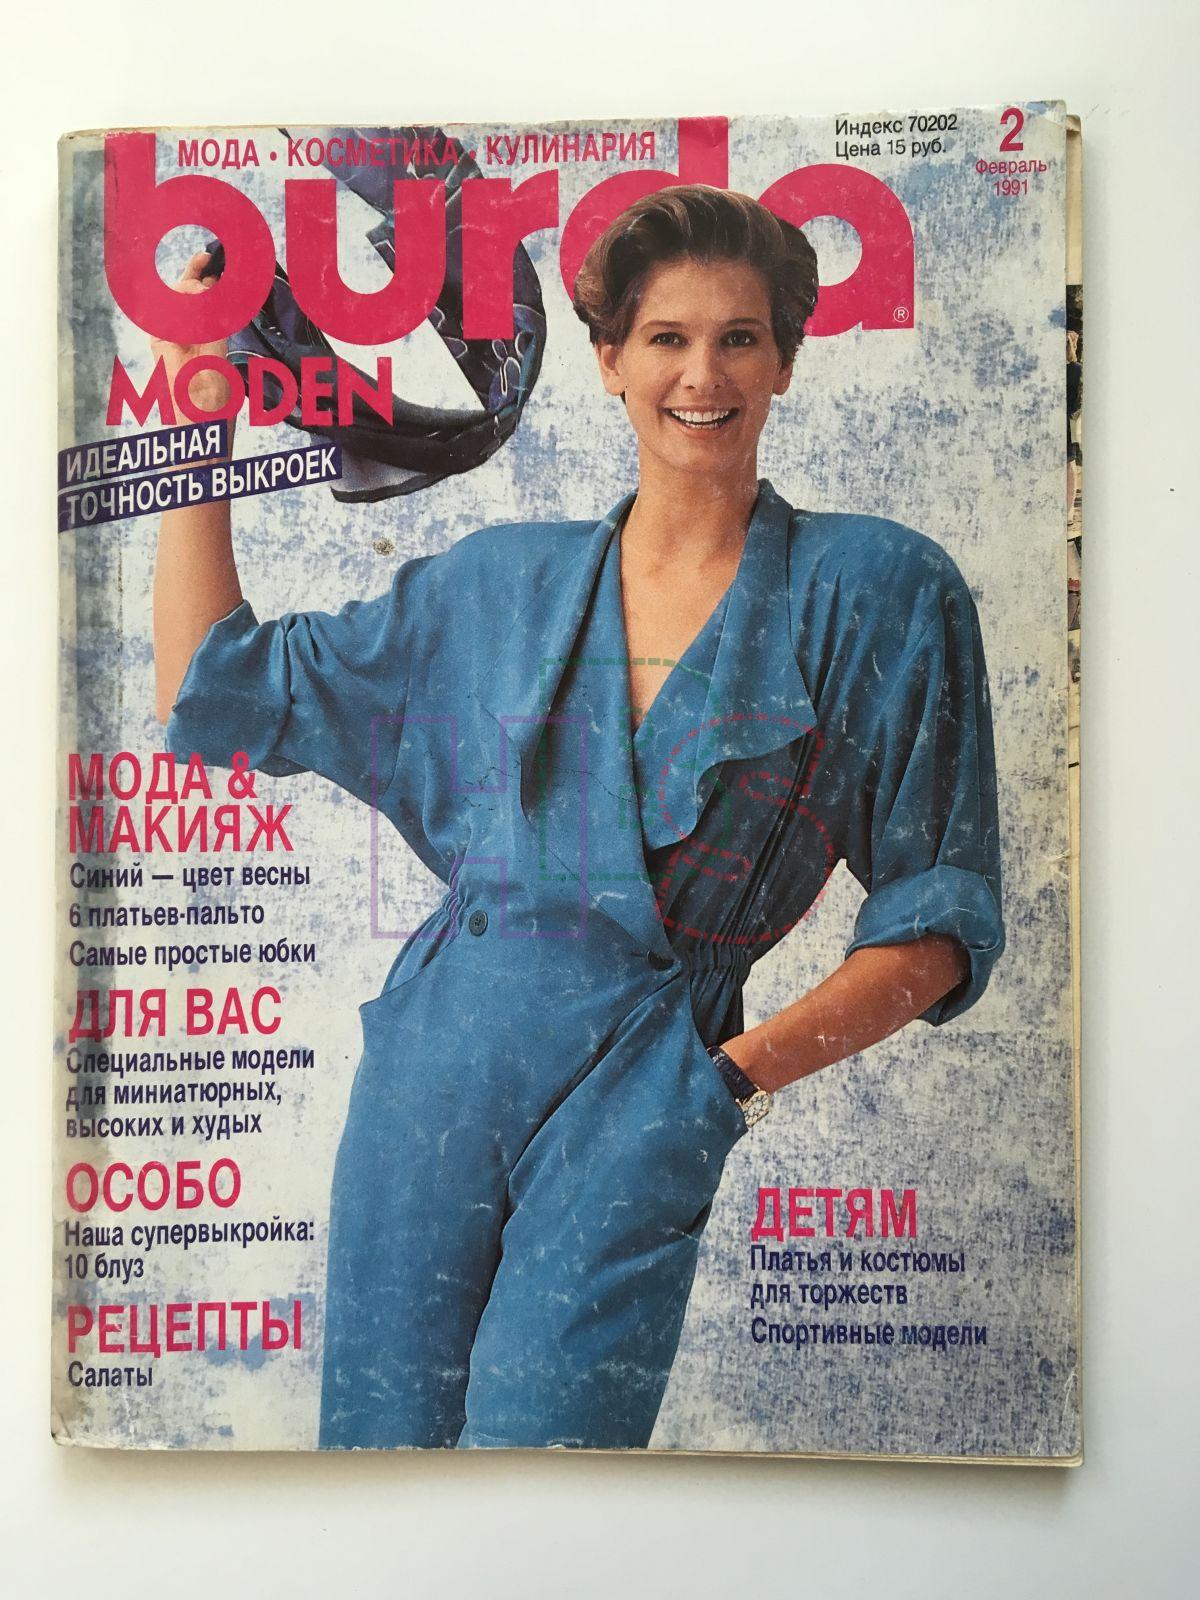 МОДА • КОСМЕТИКА • КУЛИНАРИЯ
Индекс 70202
Цена 15 руб.
2
Февраль
1991
burda
®
MODEN
ИДЕАЛЬНАЯ
ТОЧНОСТЬ ВЫКРОЕК
МОДА &
МАКИЯЖ
Синий — цвет весны
6 платьев-пальто
Самые простые юбки
ДЛЯ ВАС
Специальные модели
для миниатюрных,
высоких и худых
ОСОБО
Наша супервыкройка:
10 блуз
РЕЦЕПТЫ
Салаты
ДЕТЯМ
Платья и костюмы
для торжеств
Спортивные модели